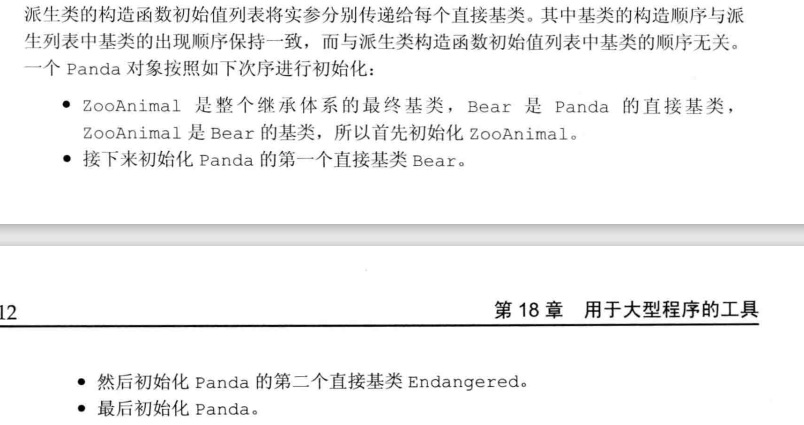 派生类的构造函数初始值列表将实参分别传递给每个直接基类。其中基类的构造顺序与派
生列表中基类的出现顺序保持一致，而与派生类构造函数初始值列表中基类的顺序无关。
一个 Panda 对象按照如下次序进行初始化：
• ZooAnimal 是整个继承体系的最终基类，Bear 是 Panda 的直接基类，
ZooAnimal 是 Bear 的基类，所以首先初始化 ZooAnimal。
• 接下来初始化 Panda 的第一个直接基类 Bear。
12 第 18 章 用于大型程序的工具
• 然后初始化 Panda 的第二个直接基类 Endangered。
• 最后初始化 Panda。